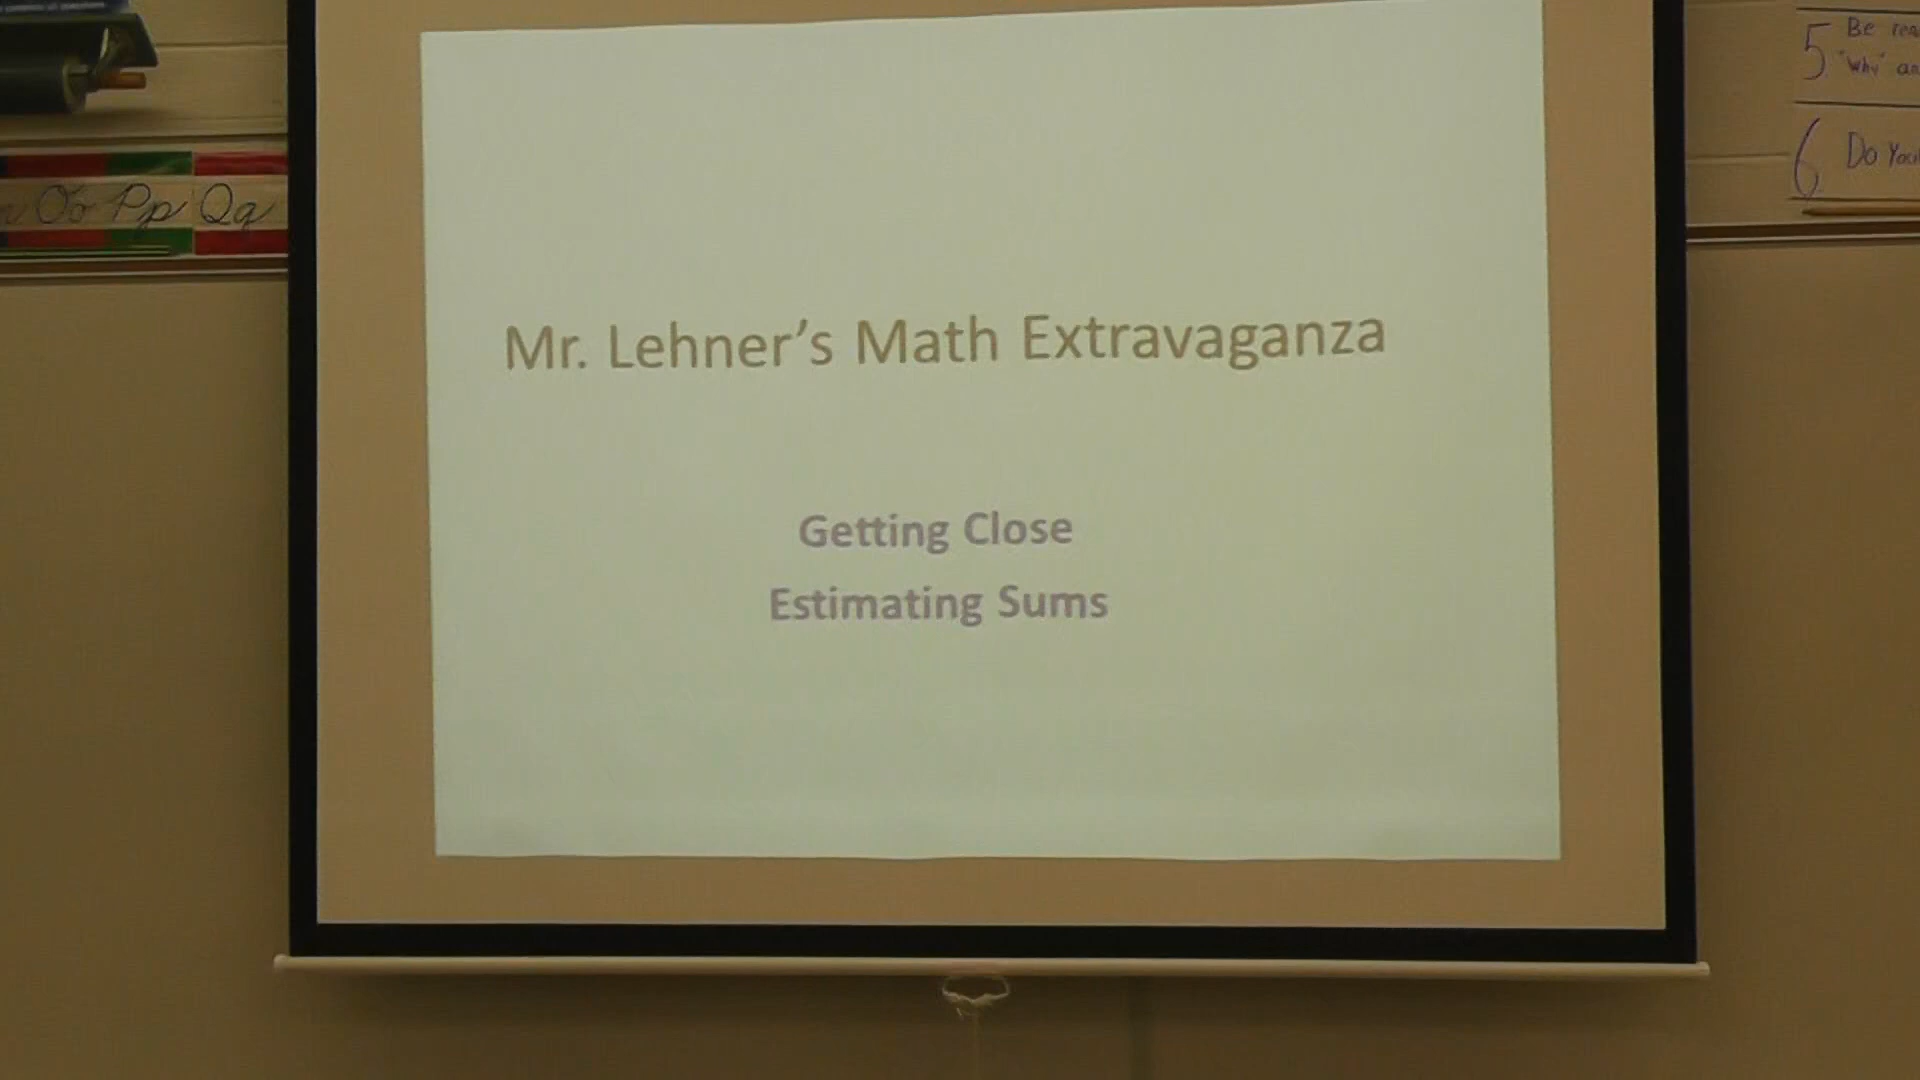 5 Be
"Why"
6 Do
Oo Pp Qq
Mr. Lehner's Math Extravaganza
Getting Close
Estimating Sums